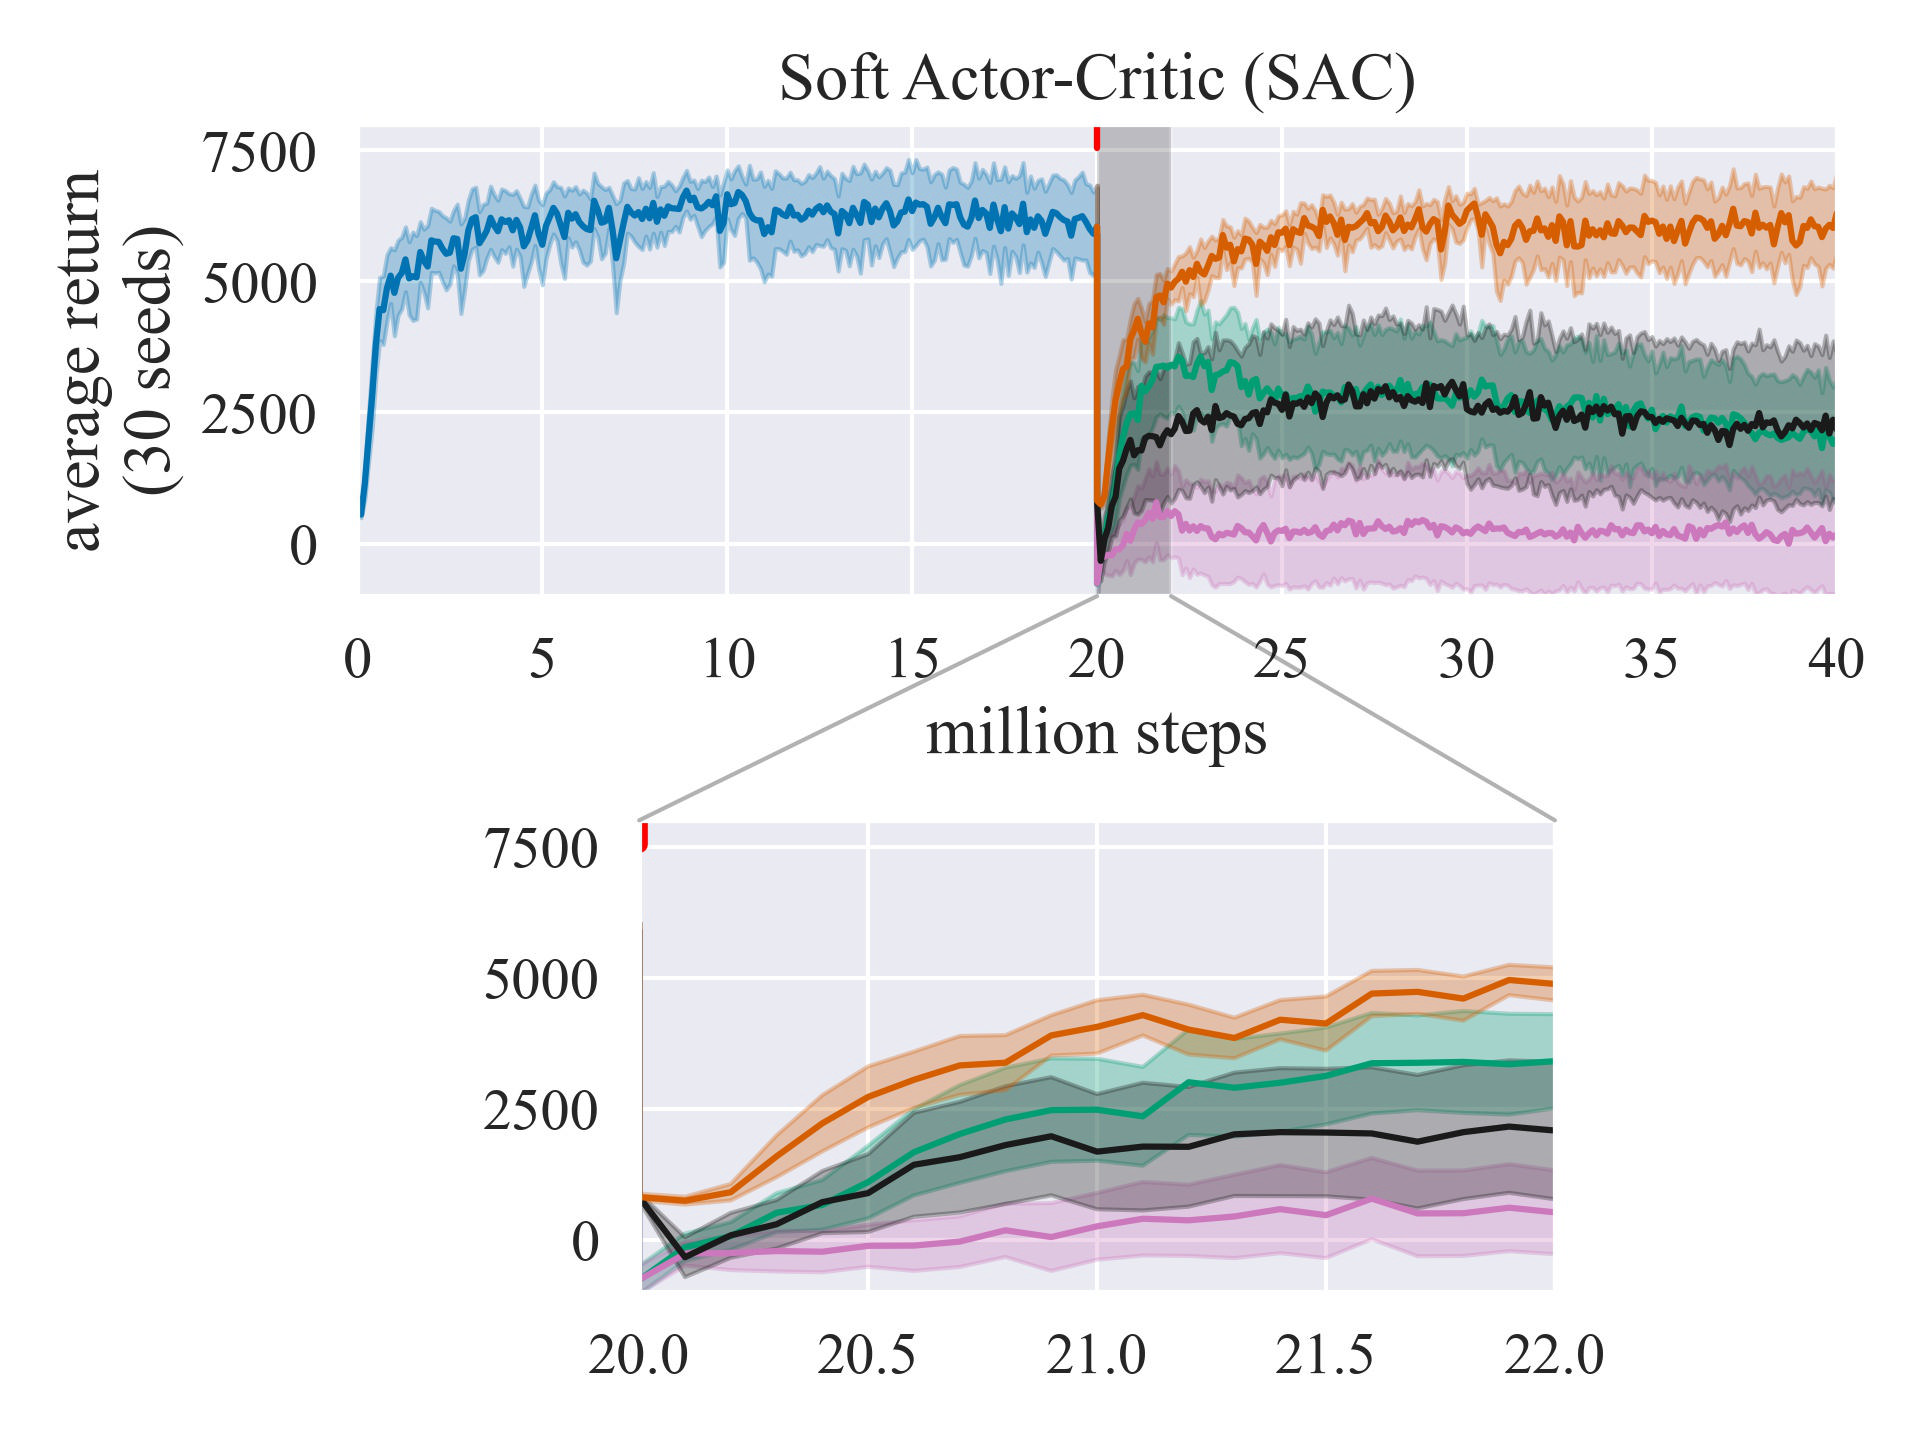 Soft Actor-Critic (SAC)
average return
(30 seeds)
7500
5000
2500
0
0 5 10 15 20 25 30 35 40
million steps
7500
5000
2500
0
20.0 20.5 21.0 21.5 22.0